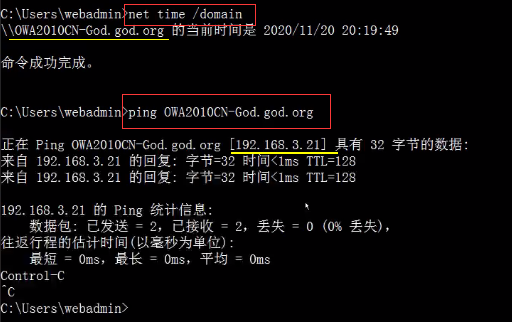 C:\Users\webadmin>net time /domain
\\OWA2010CN-God.god.org 的当前时间是 2020/11/20 20:19:49
命令成功完成。
C:\Users\webadmin>ping OWA2010CN-God.god.org
正在 Ping OWA2010CN-God.god.org [192.168.3.21] 具有 32 字节的数据:
来自 192.168.3.21 的回复: 字节=32 时间<1ms TTL=128
来自 192.168.3.21 的回复: 字节=32 时间<1ms TTL=128
192.168.3.21 的 Ping 统计信息:
数据包: 已发送 = 2，已接收 = 2，丢失 = 0 (0% 丢失)，
往返行程的估计时间(以毫秒为单位):
最短 = 0ms，最长 = 0ms，平均 = 0ms
Control-C
^C
C:\Users\webadmin>